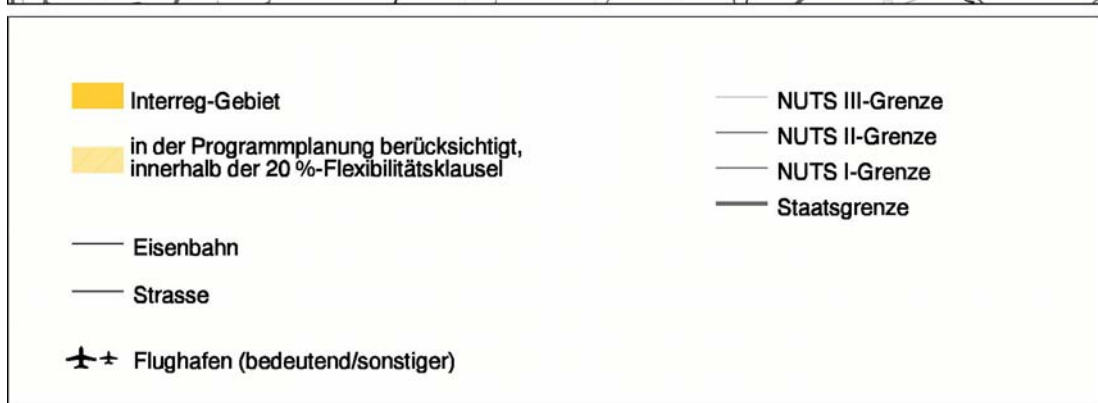 Interreg-Gebiet
in der Programmplanung berücksichtigt,
innerhalb der 20 %-Flexibilitätsklausel
Eisenbahn
Strasse
Flughafen (bedeutend/sonstiger)
NUTS III-Grenze
NUTS II-Grenze
NUTS I-Grenze
Staatsgrenze